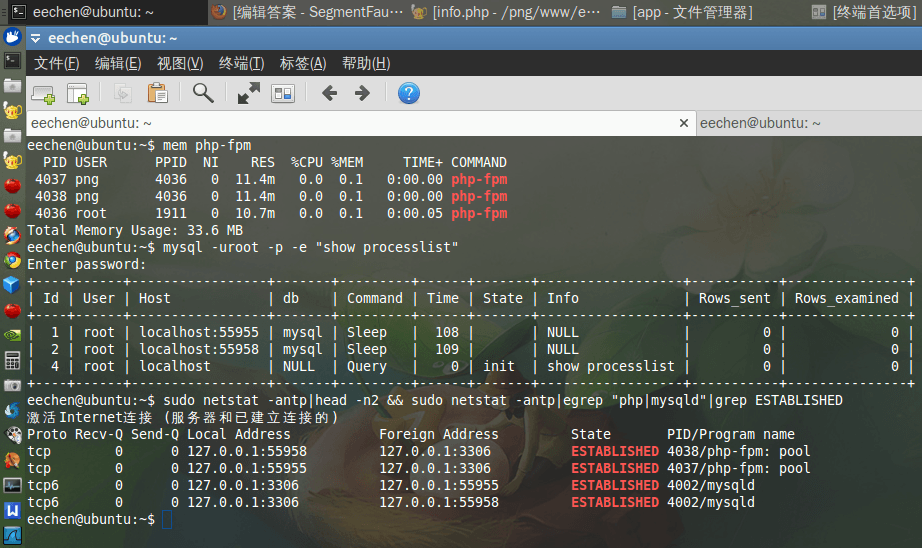 eechen@ubuntu: ~
[编辑答案 - SegmentFau···
[info.php - /png/www/e···
[app - 文件管理器]
[终端首选项]
eechen@ubuntu: ~
文件(F) 编辑(E) 视图(V) 终端(T) 标签(A) 帮助(H)
eechen@ubuntu: ~
eechen@ubuntu: ~
eechen@ubuntu:~$ mem php-fpm
  PID USER      PPID  NI    RES  %CPU %MEM     TIME+ COMMAND
 4037 png       4036   0  11.4m   0.0  0.1   0:00.00 php-fpm
 4038 png       4036   0  11.4m   0.0  0.1   0:00.00 php-fpm
 4036 root      1911   0  10.7m   0.0  0.1   0:00.05 php-fpm
Total Memory Usage: 33.6 MB
eechen@ubuntu:~$ mysql -uroot -p -e "show processlist"
Enter password:
+----+------+-----------------+-------+---------+------+-------+------------------+-----------+---------------+
| Id | User | Host            | db    | Command | Time | State | Info             | Rows_sent | Rows_examined |
+----+------+-----------------+-------+---------+------+-------+------------------+-----------+---------------+
|  1 | root | localhost:55955 | mysql | Sleep   |  108 |       | NULL             |         0 |             0 |
|  2 | root | localhost:55958 | mysql | Sleep   |  109 |       | NULL             |         0 |             0 |
|  4 | root | localhost       | NULL  | Query   |    0 | init  | show processlist |         0 |             0 |
+----+------+-----------------+-------+---------+------+-------+------------------+-----------+---------------+
eechen@ubuntu:~$ sudo netstat -antp|head -n2 && sudo netstat -antp|egrep "php|mysqld"|grep ESTABLISHED
激活Internet连接 (服务器和已建立连接的)
Proto Recv-Q Send-Q Local Address           Foreign Address         State       PID/Program name
tcp        0      0 127.0.0.1:55958         127.0.0.1:3306          ESTABLISHED 4038/php-fpm: pool
tcp        0      0 127.0.0.1:55955         127.0.0.1:3306          ESTABLISHED 4037/php-fpm: pool
tcp6       0      0 127.0.0.1:3306          127.0.0.1:55955         ESTABLISHED 4002/mysqld
tcp6       0      0 127.0.0.1:3306          127.0.0.1:55958         ESTABLISHED 4002/mysqld
eechen@ubuntu:~$